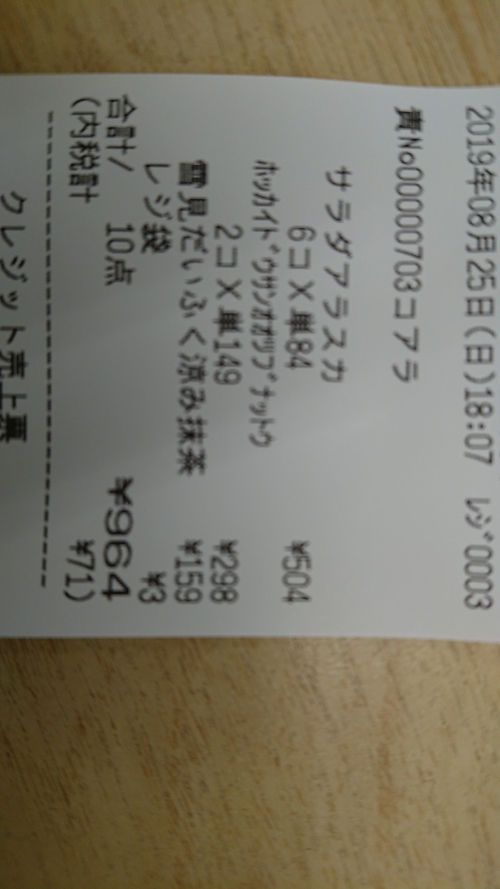 2019年08月25日(日)18:07 レジ0003
責No00000703コアラ
サラダアラスカ
6コ X 単84 ¥504
ホッカイドウサンオオツブナットウ
2コ X 単149 ¥298
雪見だいふく涼み抹茶 ¥159
レジ袋 ¥3
合計/ 10点 ¥964
(内税計 ¥71)
クレジット売上票